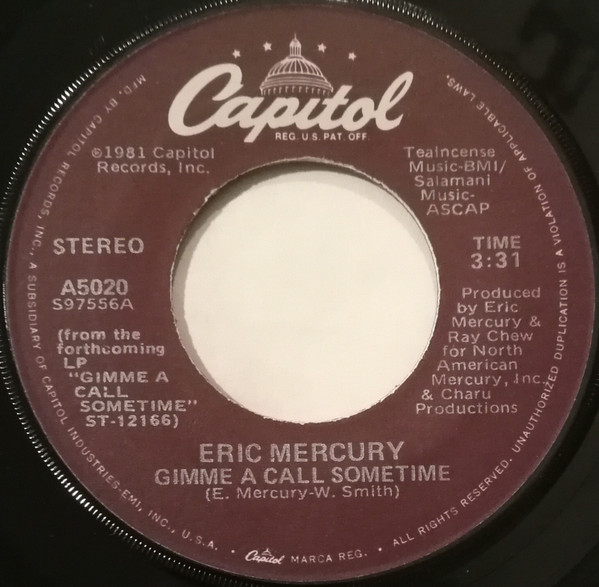 Capitol
REG. U.S. PAT. OFF.
℗1981 Capitol
Records, Inc.
Teaincense
Music-BMI/
Salamani
Music-
ASCAP
STEREO
TIME
3:31
A5020
S97556A
(from the
forthcoming
LP
"GIMME A
CALL
SOMETIME"
ST-12166)
Produced
by Eric
Mercury &
Ray Chew
for North
American
Mercury, Inc.
& Charu
Productions
ERIC MERCURY
GIMME A CALL SOMETIME
(E. Mercury-W. Smith)
MFD. BY CAPITOL RECORDS, INC., A SUBSIDIARY OF CAPITOL INDUSTRIES-EMI, INC., U.S.A. • Capitol MARCA REG. • ALL RIGHTS RESERVED. UNAUTHORIZED DUPLICATION IS A VIOLATION OF APPLICABLE LAWS.